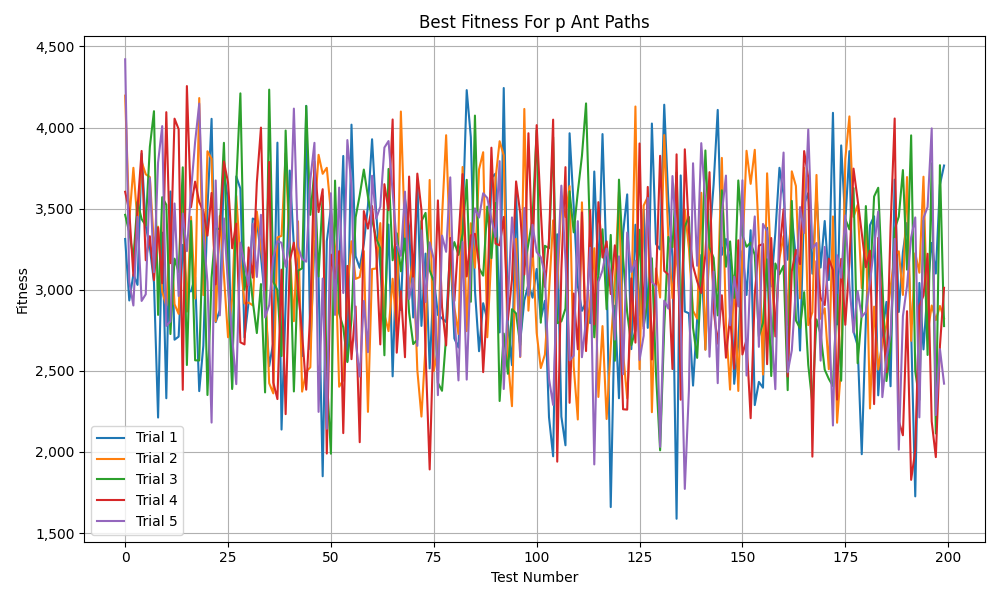 Best Fitness For p Ant Paths
Fitness
4,500
4,000
3,500
3,000
2,500
2,000
1,500
Trial 1
Trial 2
Trial 3
Trial 4
Trial 5
0 25 50 75 100 125 150 175 200
Test Number